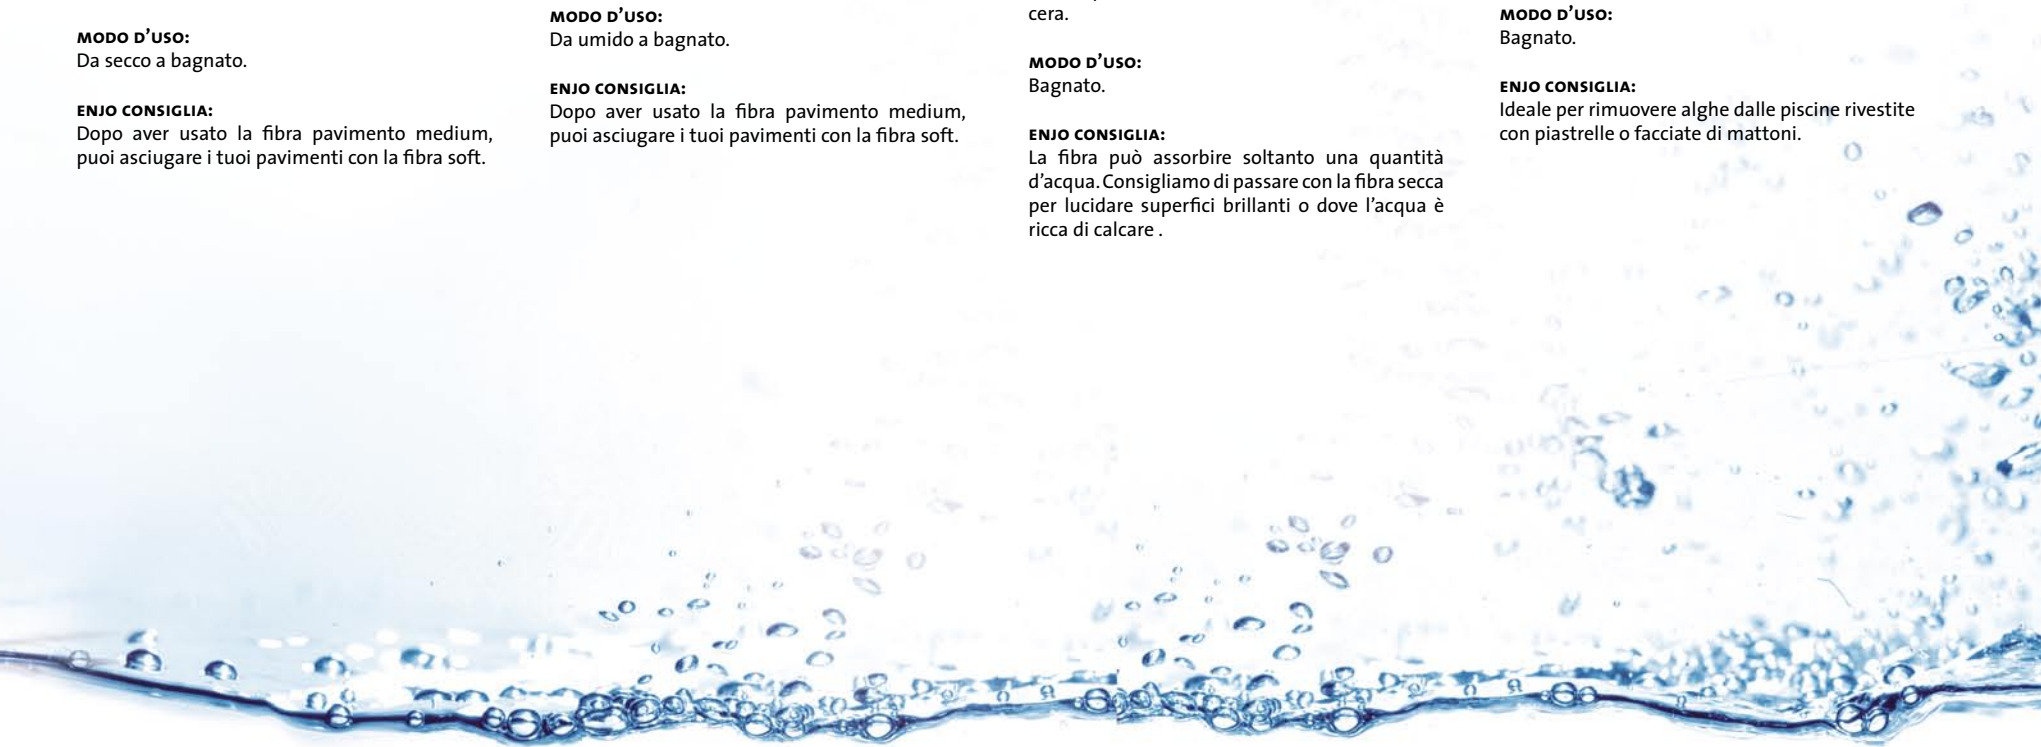 MODO D'USO:
Da secco a bagnato.
ENJO CONSIGLIA:
Dopo aver usato la fibra pavimento medium,
puoi asciugare i tuoi pavimenti con la fibra soft.
MODO D'USO:
Da umido a bagnato.
ENJO CONSIGLIA:
Dopo aver usato la fibra pavimento medium,
puoi asciugare i tuoi pavimenti con la fibra soft.
cera.
MODO D'USO:
Bagnato.
ENJO CONSIGLIA:
La fibra può assorbire soltanto una quantità
d'acqua. Consigliamo di passare con la fibra secca
per lucidare superfici brillanti o dove l'acqua è
ricca di calcare .
MODO D'USO:
Bagnato.
ENJO CONSIGLIA:
Ideale per rimuovere alghe dalle piscine rivestite
con piastrelle o facciate di mattoni.